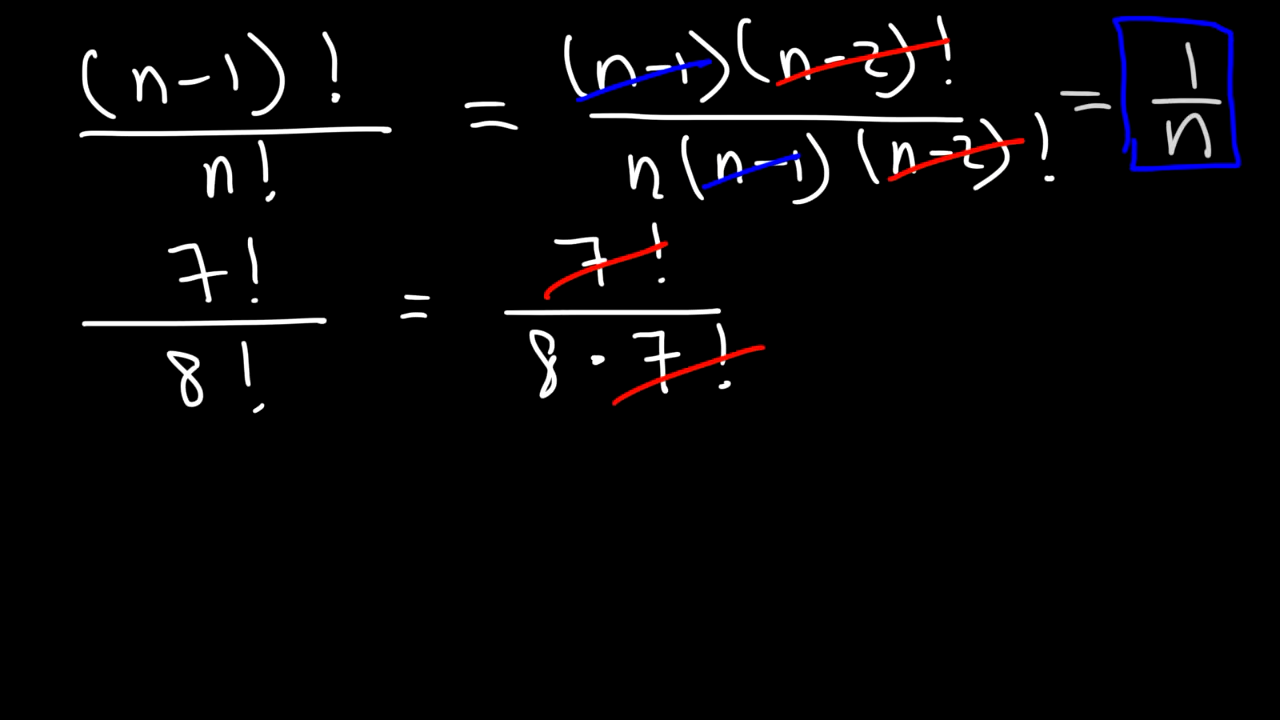 (n-1)! / n! = (n-1)(n-2)! / n(n-1)(n-2)! = 1/n
7! / 8! = 7! / 8·7!